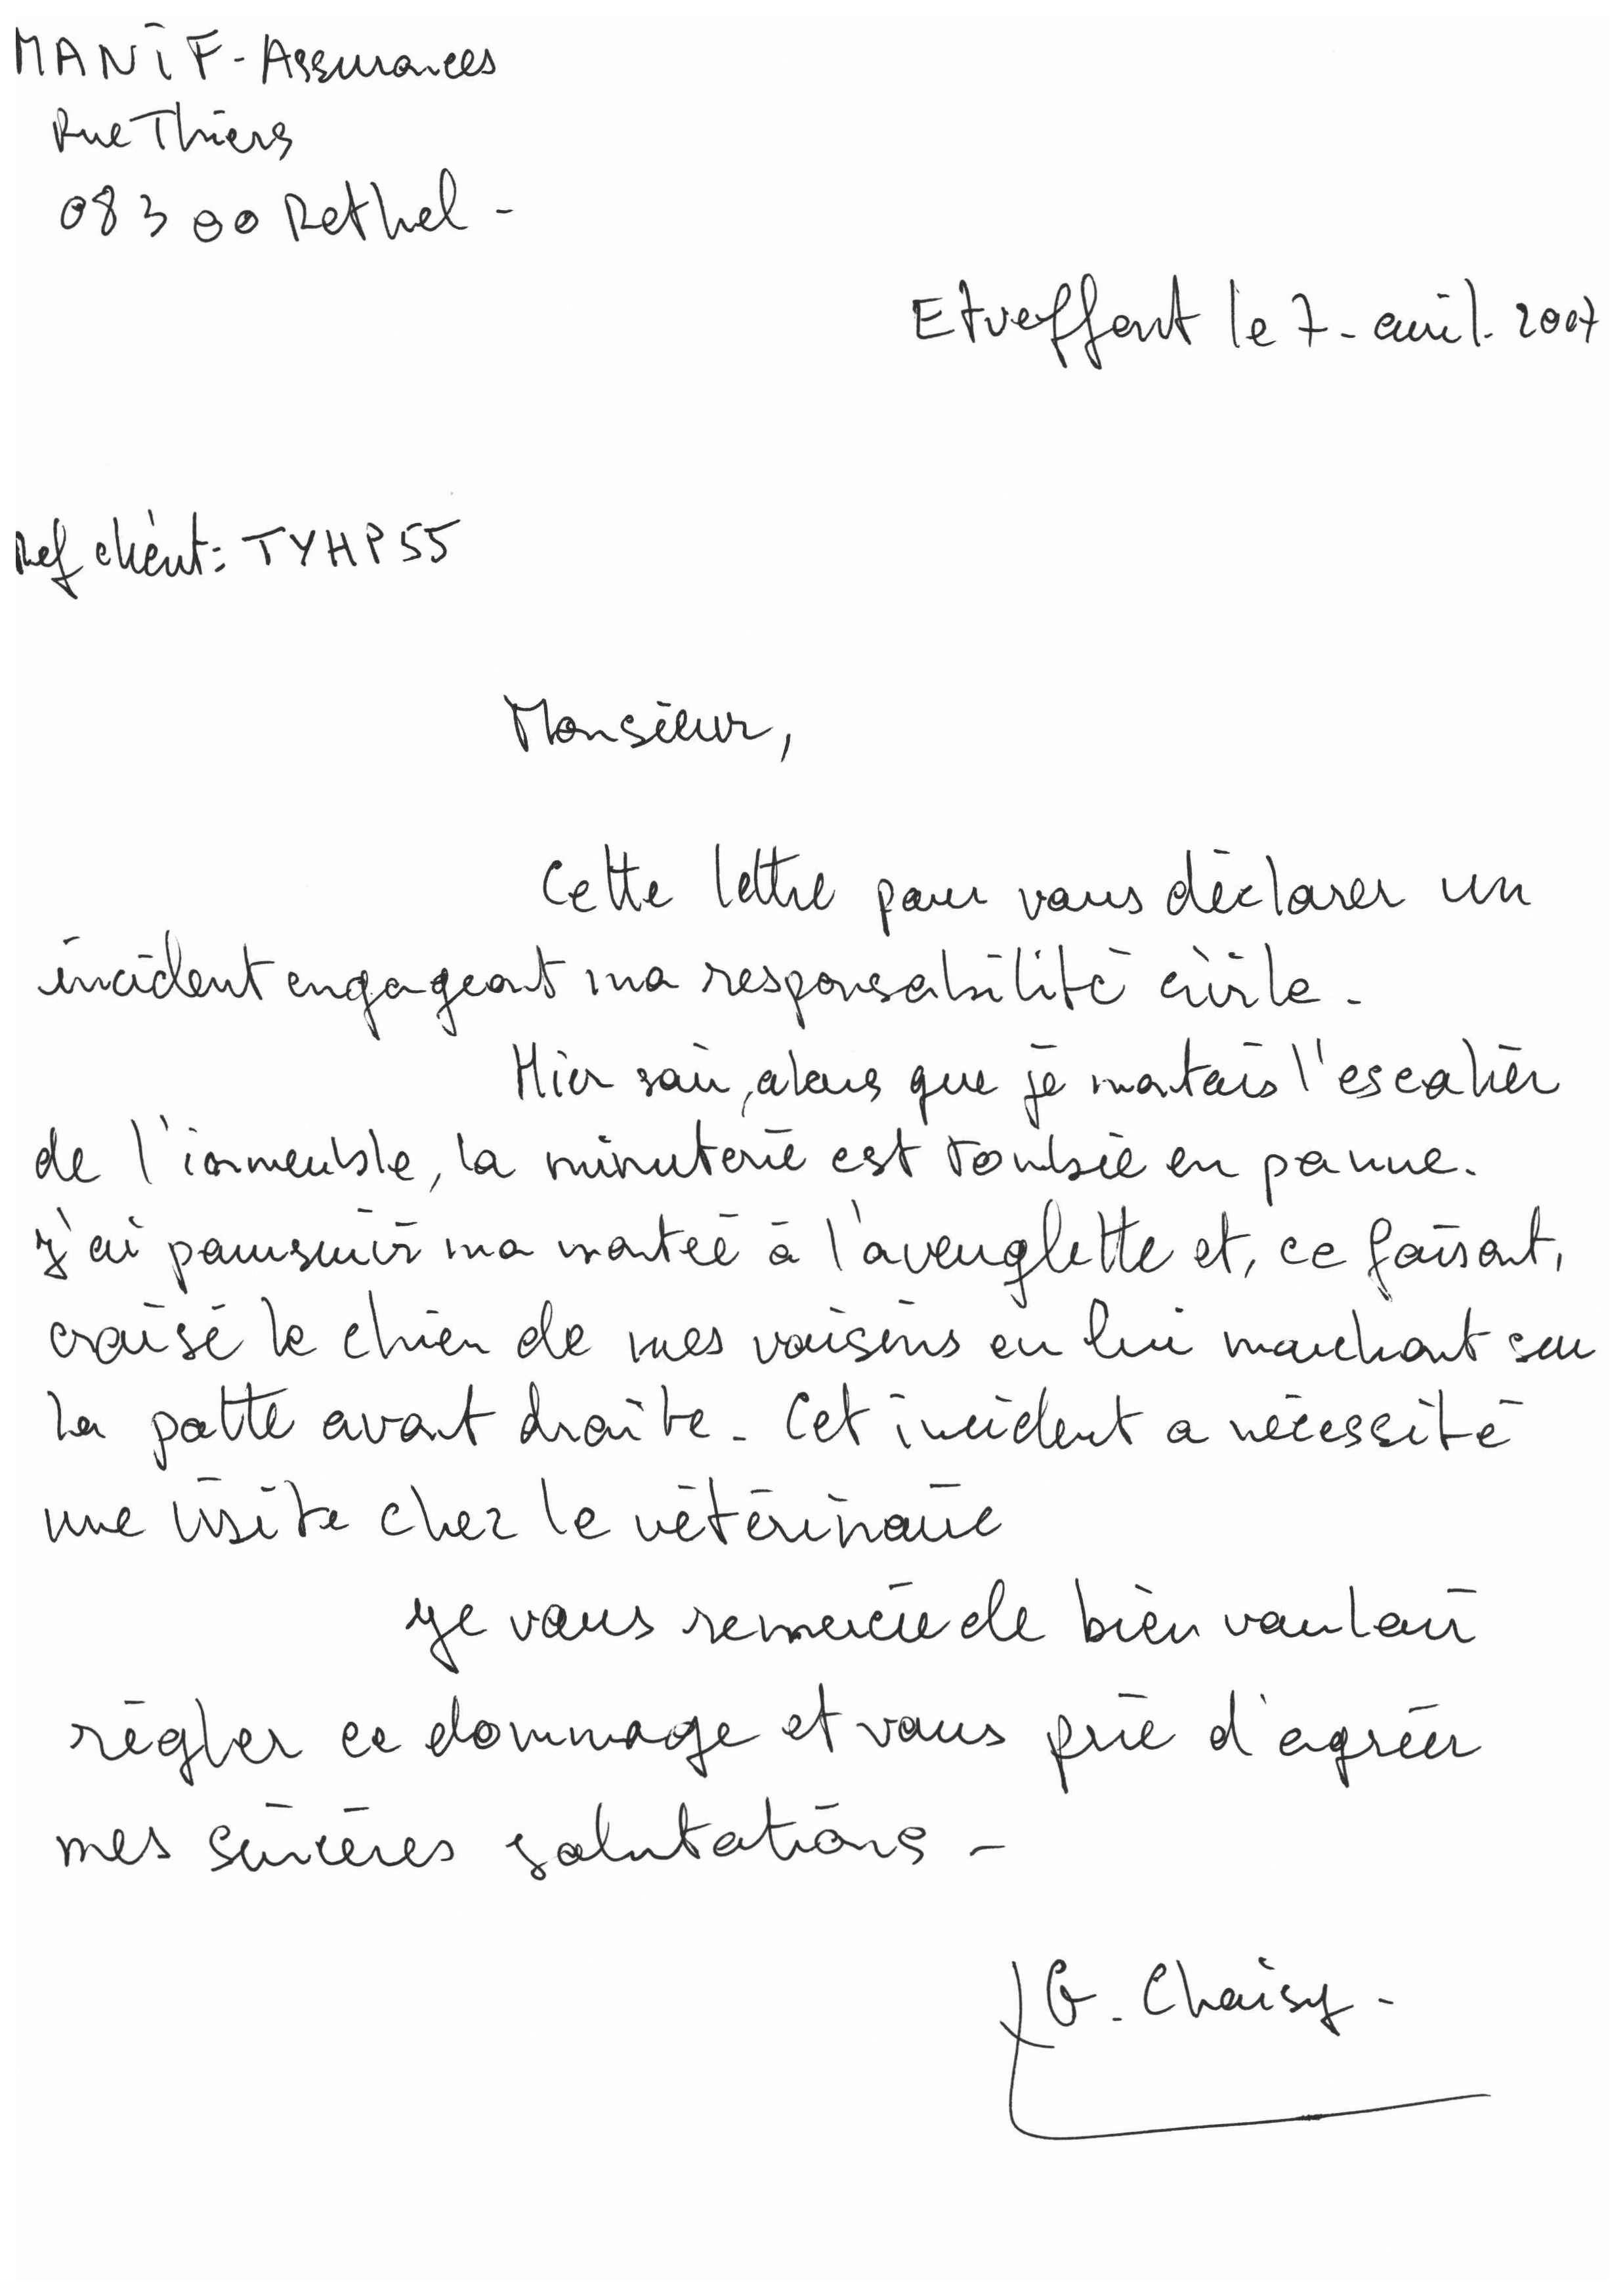 MANIF-Assurances
Rue Thiers
08300 Rethel -
Etueffont le 7- avril. 2007
Ref client: TYHP55
Monsieur,
Cette lettre pour vous déclarer un
incident engageant ma responsabilité civile.
Hier soir, alors que je montais l'escalier
de l'immeuble, la minuterie est tombée en panne.
J'ai poursuivi ma montée à l'aveuglette et, ce faisant,
croisé le chien de mes voisins en lui marchant sur
la patte avant droite. Cet incident a nécessité
une visite chez le vétérinaire
Je vous remercie de bien vouloir
régler ce dommage et vous prie d'agréer
mes sincères salutations -
G. Choisy -